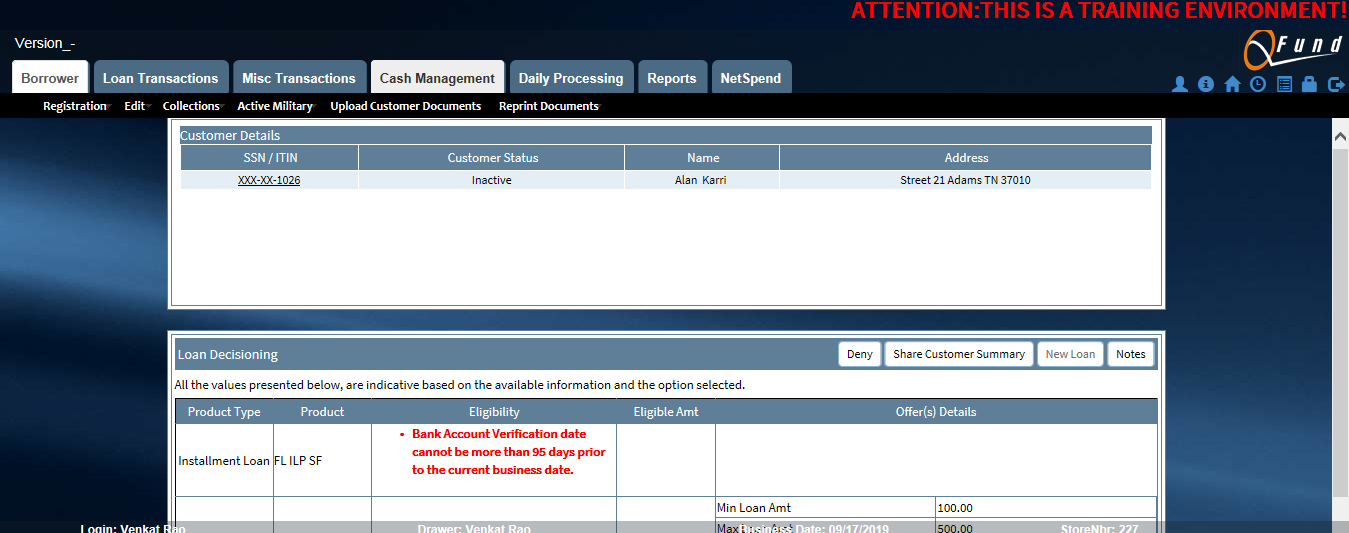 ATTENTION:THIS IS A TRAINING ENVIRONMENT!
Version_-
QFund
Borrower Loan Transactions Misc Transactions Cash Management Daily Processing Reports NetSpend
Registration Edit Collections Active Military Upload Customer Documents Reprint Documents
Customer Details
SSN / ITIN Customer Status Name Address
XXX-XX-1026 Inactive Alan Karri Street 21 Adams TN 37010
Loan Decisioning Deny Share Customer Summary New Loan Notes
All the values presented below, are indicative based on the available information and the option selected.
Product Type Product Eligibility Eligible Amt Offer(s) Details
• Bank Account Verification date
cannot be more than 95 days prior
to the current business date.
Installment Loan FL ILP SF
Min Loan Amt 100.00
Max 500.00
Login: Venkat Rao Drawer: Venkat Rao Business Date: 09/17/2019 StoreNbr: 227